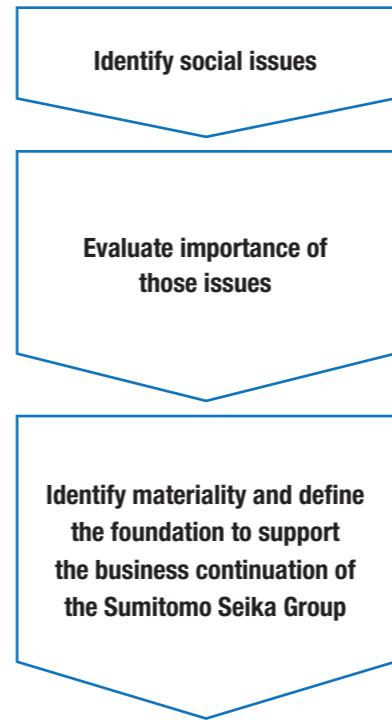 Identify social issues
Evaluate importance of
those issues
Identify materiality and define
the foundation to support
the business continuation of
the Sumitomo Seika Group